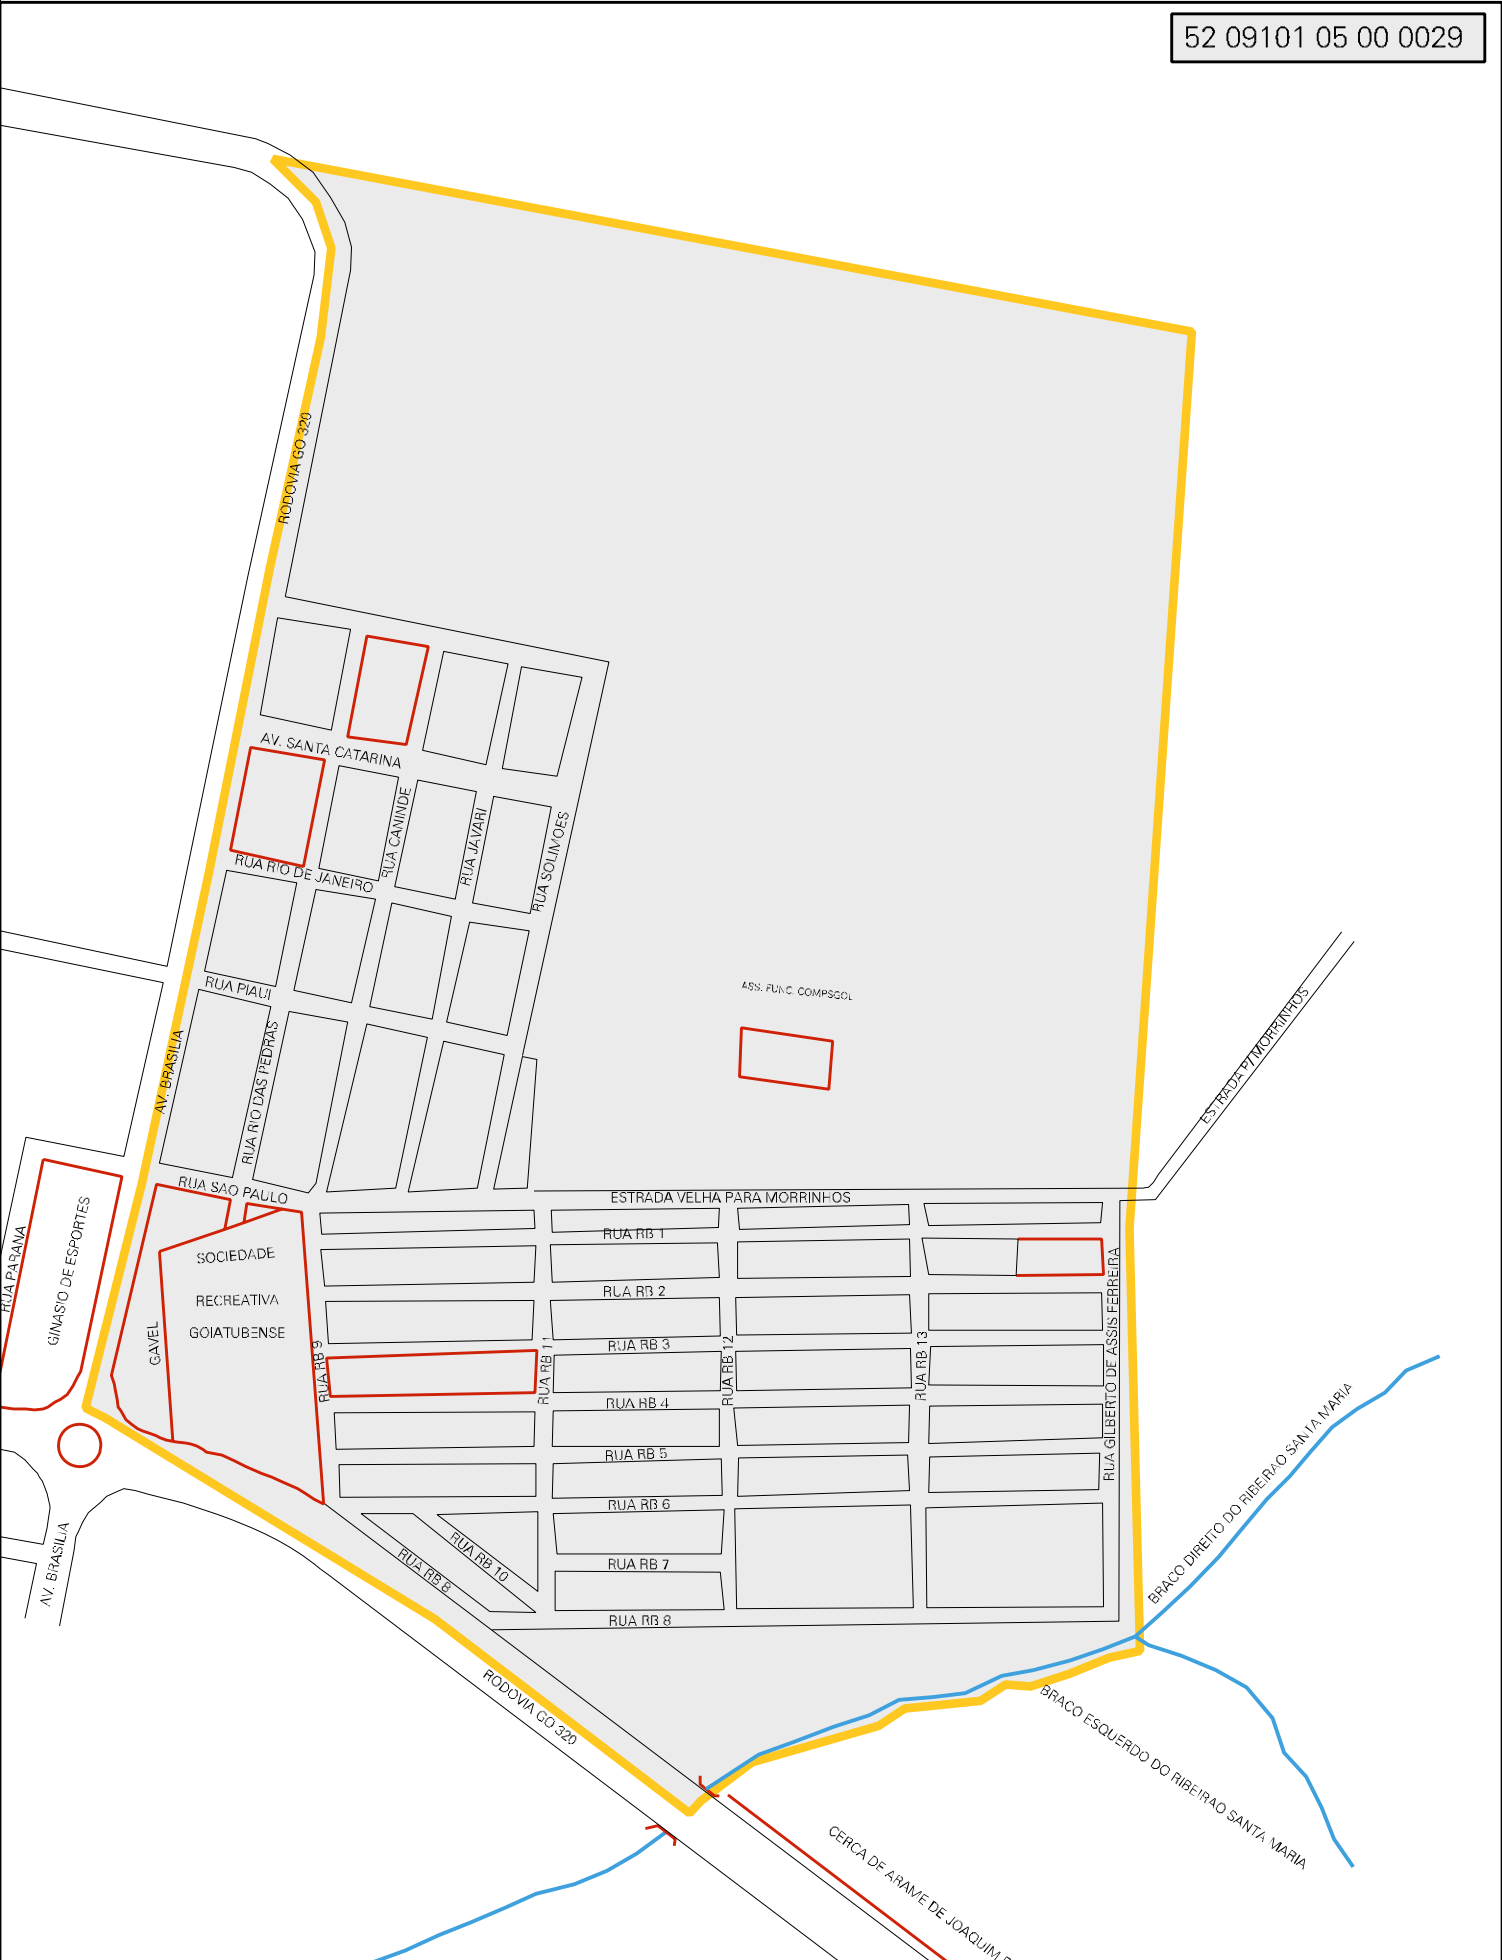 52 09101 05 00 0029
RODOVIA GO 320
AV. SANTA CATARINA
RUA CANINDE
RUA JAVARI
RUA SOLIMOES
RUA RIO DE JANEIRO
RUA PIAUI
ASS. FUNC. COMPSGOL
ESTRADA P/ MORRINHOS
AV. BRASILIA
RUA RIO DAS PEDRAS
RUA SAO PAULO
ESTRADA VELHA PARA MORRINHOS
RUA PARANA
GINASIO DE ESPORTES
SOCIEDADE
RECREATIVA
GOIATUBENSE
GAVEL
RUA RB 1
RUA RB 2
RUA RB 3
RUA RB 9
RUA RB 11
RUA RB 12
RUA RB 13
RUA GILBERTO DE ASSIS FERREIRA
RUA RB 4
RUA RB 5
RUA RB 6
RUA RB 7
RUA RB 8
RUA RB 10
RUA RB 8
AV. BRASILIA
BRACO DIREITO DO RIBEIRAO SANTA MARIA
RODOVIA GO 320
BRACO ESQUERDO DO RIBEIRAO SANTA MARIA
CERCA DE ARAME DE JOAQUIM